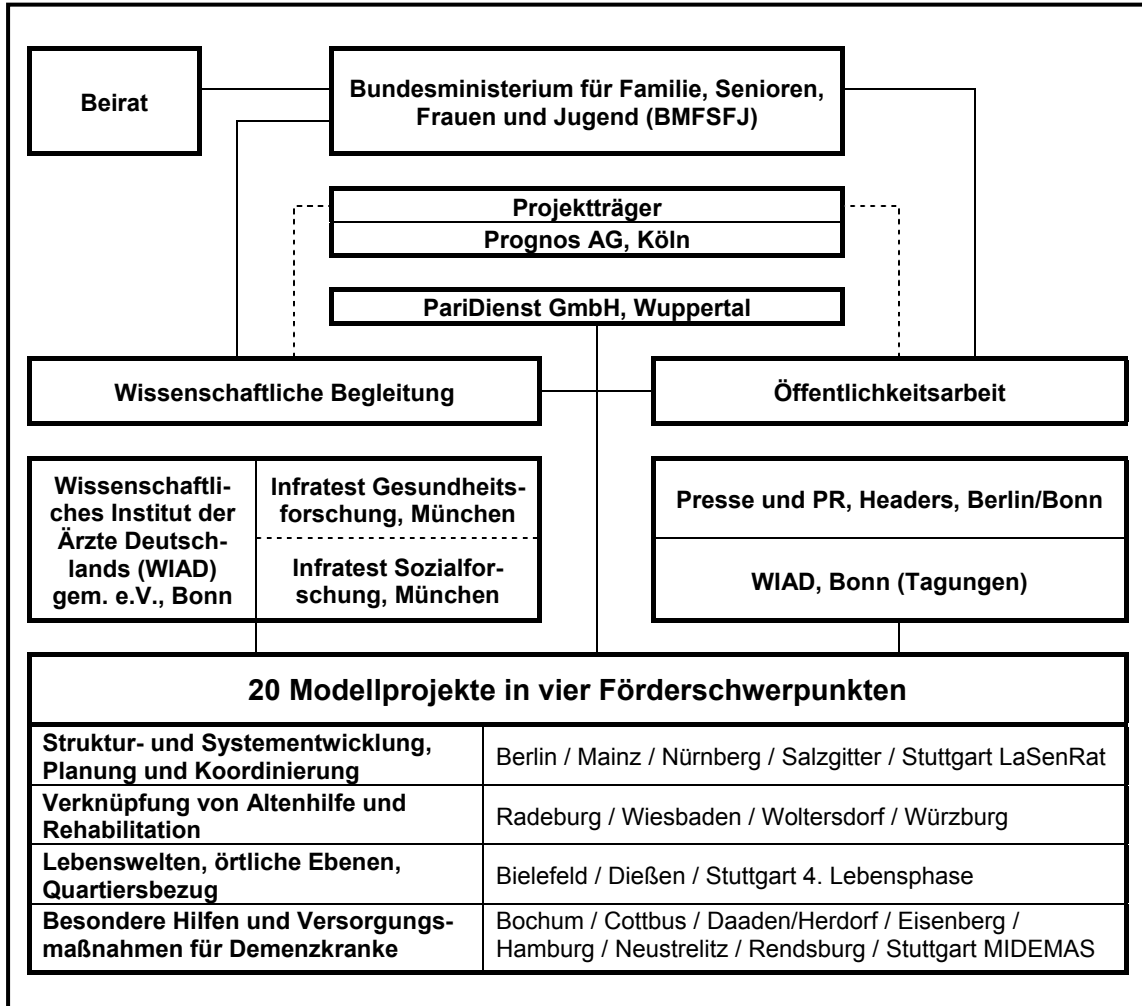 Beirat
Bundesministerium für Familie, Senioren,
Frauen und Jugend (BMFSFJ)
Projektträger
Prognos AG, Köln
PariDienst GmbH, Wuppertal
Wissenschaftliche Begleitung
Öffentlichkeitsarbeit
Wissenschaftli-
ches Institut der
Ärzte Deutsch-
lands (WIAD)
gem. e.V., Bonn
Infratest Gesundheits-
forschung, München
Infratest Sozialfor-
schung, München
Presse und PR, Headers, Berlin/Bonn
WIAD, Bonn (Tagungen)
20 Modellprojekte in vier Förderschwerpunkten
Struktur- und Systementwicklung,
Planung und Koordinierung
Berlin / Mainz / Nürnberg / Salzgitter / Stuttgart LaSenRat
Verknüpfung von Altenhilfe und
Rehabilitation
Radeburg / Wiesbaden / Woltersdorf / Würzburg
Lebenswelten, örtliche Ebenen,
Quartiersbezug
Bielefeld / Dießen / Stuttgart 4. Lebensphase
Besondere Hilfen und Versorgungs-
maßnahmen für Demenzkranke
Bochum / Cottbus / Daaden/Herdorf / Eisenberg /
Hamburg / Neustrelitz / Rendsburg / Stuttgart MIDEMAS